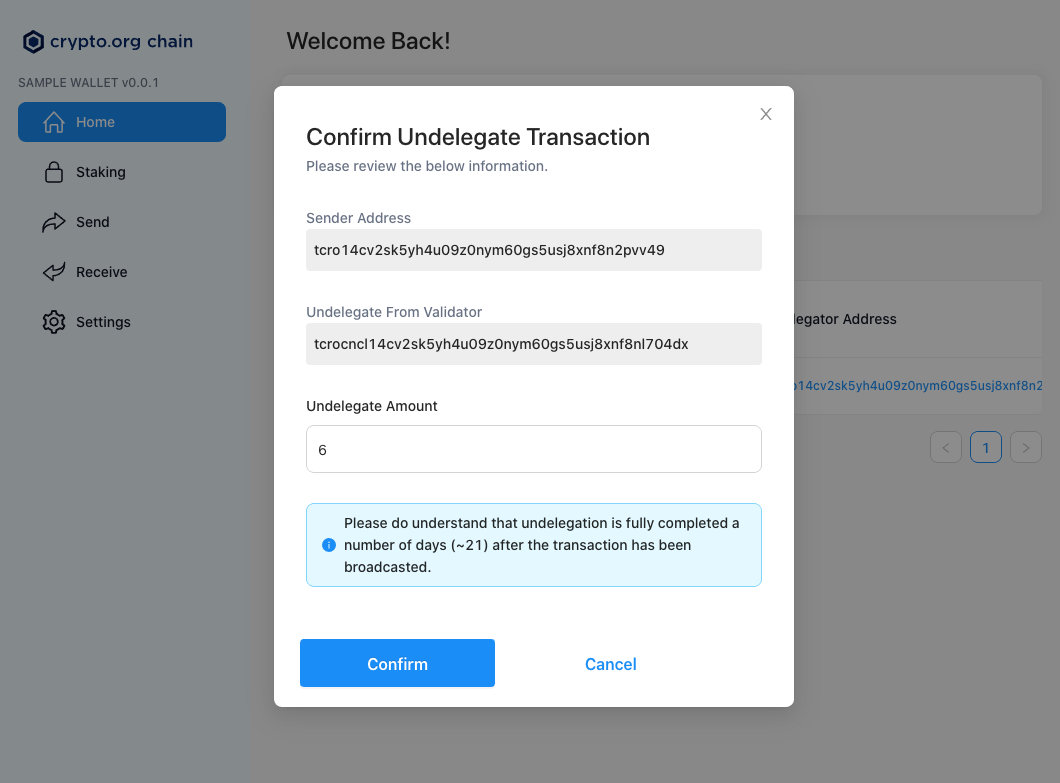 crypto.org chain
SAMPLE WALLET v0.0.1
Home
Staking
Send
Receive
Settings
Welcome Back!
Confirm Undelegate Transaction
Please review the below information.
Sender Address
tcro14cv2sk5yh4u09z0nym60gs5usj8xnf8n2pvv49
Undelegate From Validator
tcrocncl14cv2sk5yh4u09z0nym60gs5usj8xnf8nl704dx
Undelegate Amount
6
Please do understand that undelegation is fully completed a
number of days (~21) after the transaction has been
broadcasted.
Confirm
Cancel
legator Address
o14cv2sk5yh4u09z0nym60gs5usj8xnf8n2
1